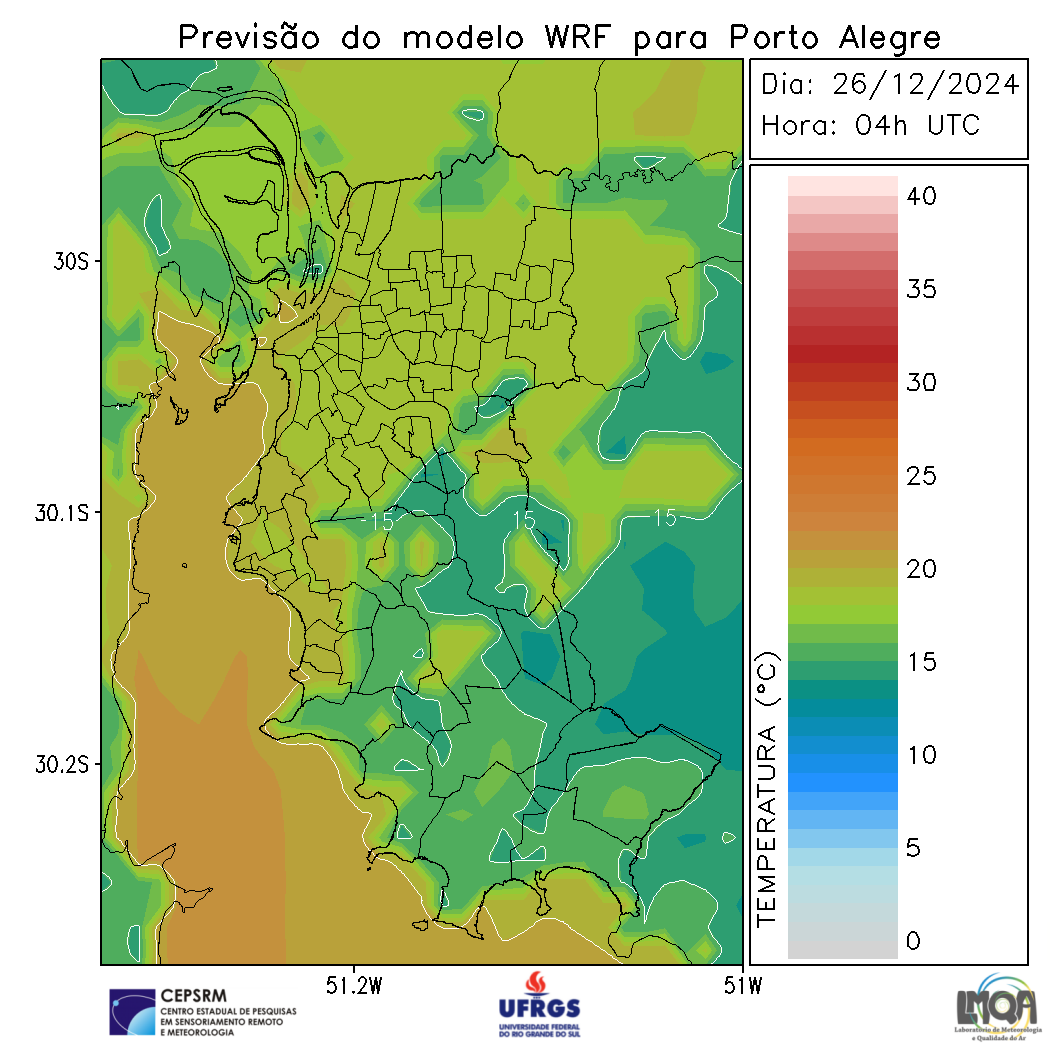 Previsão do modelo WRF para Porto Alegre
Dia: 26/12/2024
Hora: 04h UTC
40
35
30
25
20
15
10
5
0
TEMPERATURA (°C)
30S
30.1S
30.2S
51.2W
51W
15
15
15
CEPSRM
CENTRO ESTADUAL DE PESQUISAS
EM SENSORIAMENTO REMOTO
E METEOROLOGIA
UFRGS
UNIVERSIDADE FEDERAL
DO RIO GRANDE DO SUL
LMQA
Laboratório de Meteorologia
e Qualidade do Ar